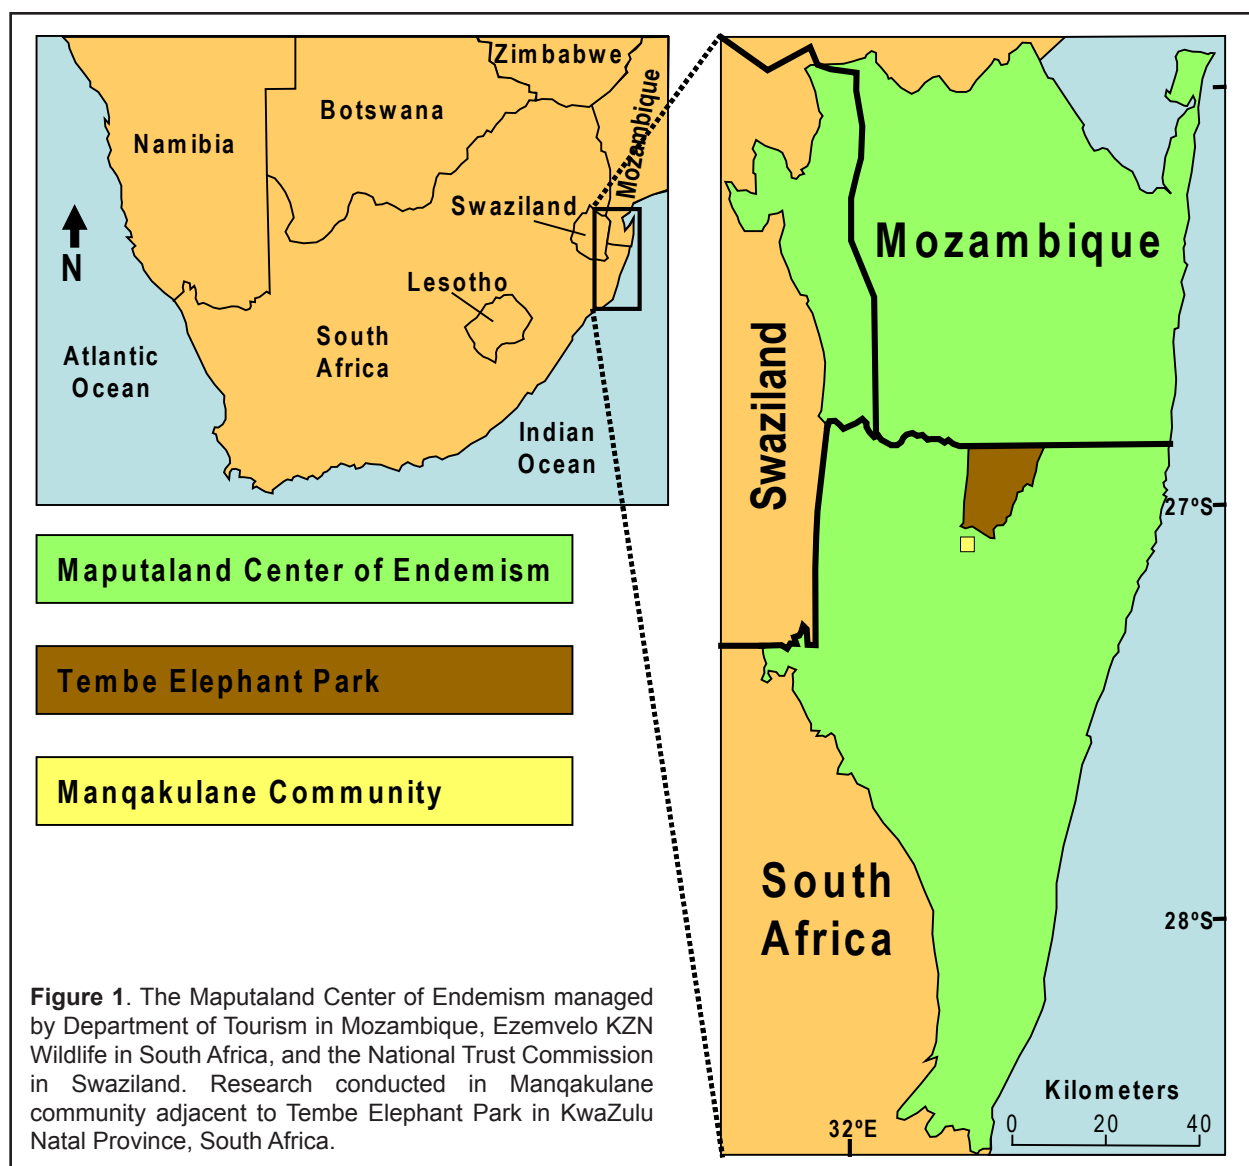 Zimbabwe
Botswana
Mozambique
Namibia
Swaziland
N
Lesotho
South
Africa
Atlantic
Ocean
Indian
Ocean
Maputaland Center of Endemism
Tembe Elephant Park
Manqakulane Community
Figure 1. The Maputaland Center of Endemism managed
by Department of Tourism in Mozambique, Ezemvelo KZN
Wildlife in South Africa, and the National Trust Commission
in Swaziland. Research conducted in Manqakulane
community adjacent to Tembe Elephant Park in KwaZulu
Natal Province, South Africa.
Mozambique
Swaziland
27ºS
South
Africa
28ºS
32ºE
Kilometers
0 20 40